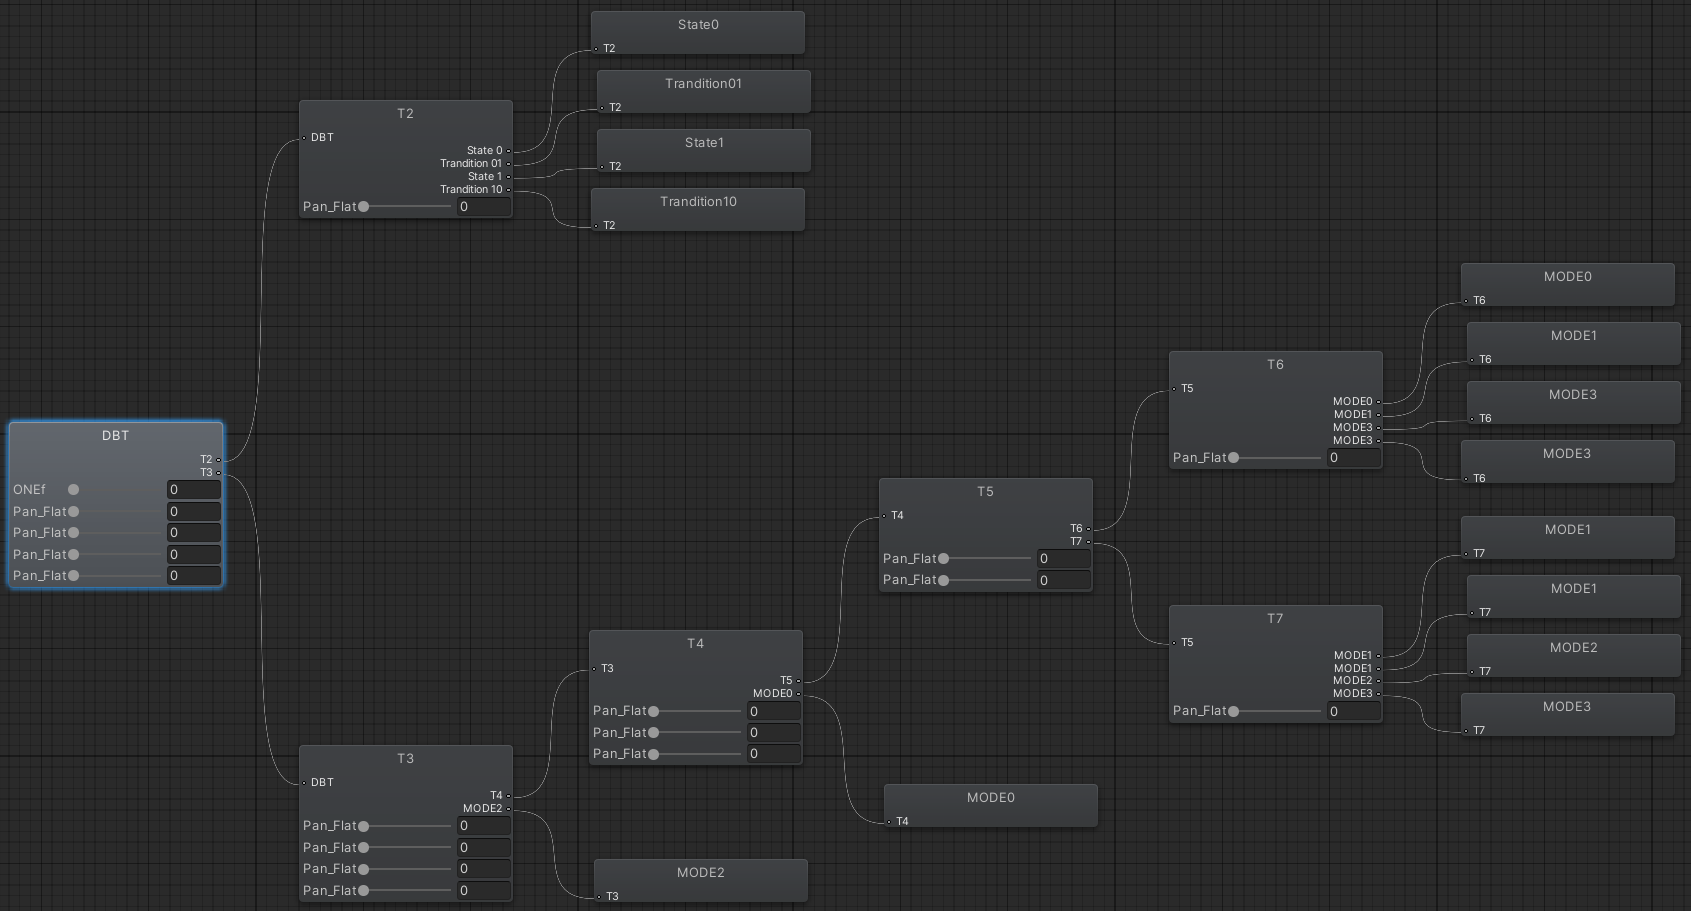 State0
T2
Trandition01
T2
State1
T2
Trandition10
T2
T2
DBT
State 0
Trandition 01
State 1
Trandition 10
Pan_Flat 0
DBT
T2
T3
ONEf 0
Pan_Flat 0
Pan_Flat 0
Pan_Flat 0
Pan_Flat 0
T3
DBT
T4
MODE2
Pan_Flat 0
Pan_Flat 0
Pan_Flat 0
Pan_Flat 0
T4
T3
T5
MODE0
Pan_Flat 0
Pan_Flat 0
Pan_Flat 0
MODE2
T3
T5
T4
T6
T7
Pan_Flat 0
Pan_Flat 0
MODE0
T4
T6
T5
MODE0
MODE1
MODE3
MODE3
Pan_Flat 0
MODE0
T6
MODE1
T6
MODE3
T6
MODE3
T6
T7
T5
MODE1
MODE1
MODE2
MODE3
Pan_Flat 0
MODE1
T7
MODE1
T7
MODE2
T7
MODE3
T7